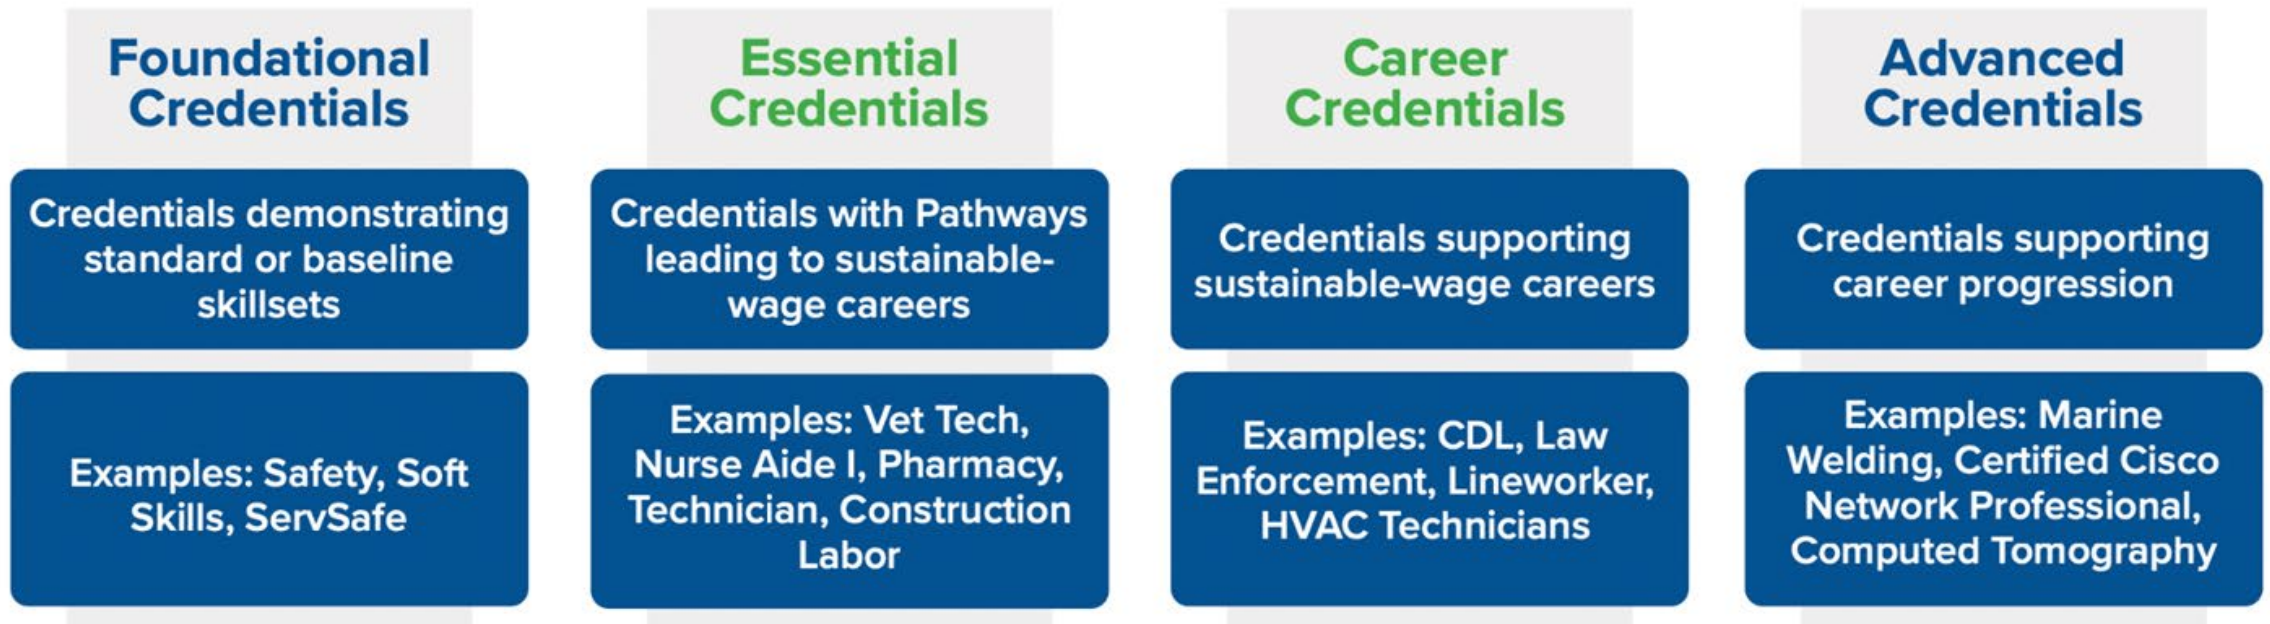 Foundational
Credentials
Credentials demonstrating
standard or baseline
skillsets
Examples: Safety, Soft
Skills, ServSafe
Essential
Credentials
Credentials with Pathways
leading to sustainable-
wage careers
Examples: Vet Tech,
Nurse Aide I, Pharmacy,
Technician, Construction
Labor
Career
Credentials
Credentials supporting
sustainable-wage careers
Examples: CDL, Law
Enforcement, Lineworker,
HVAC Technicians
Advanced
Credentials
Credentials supporting
career progression
Examples: Marine
Welding, Certified Cisco
Network Professional,
Computed Tomography